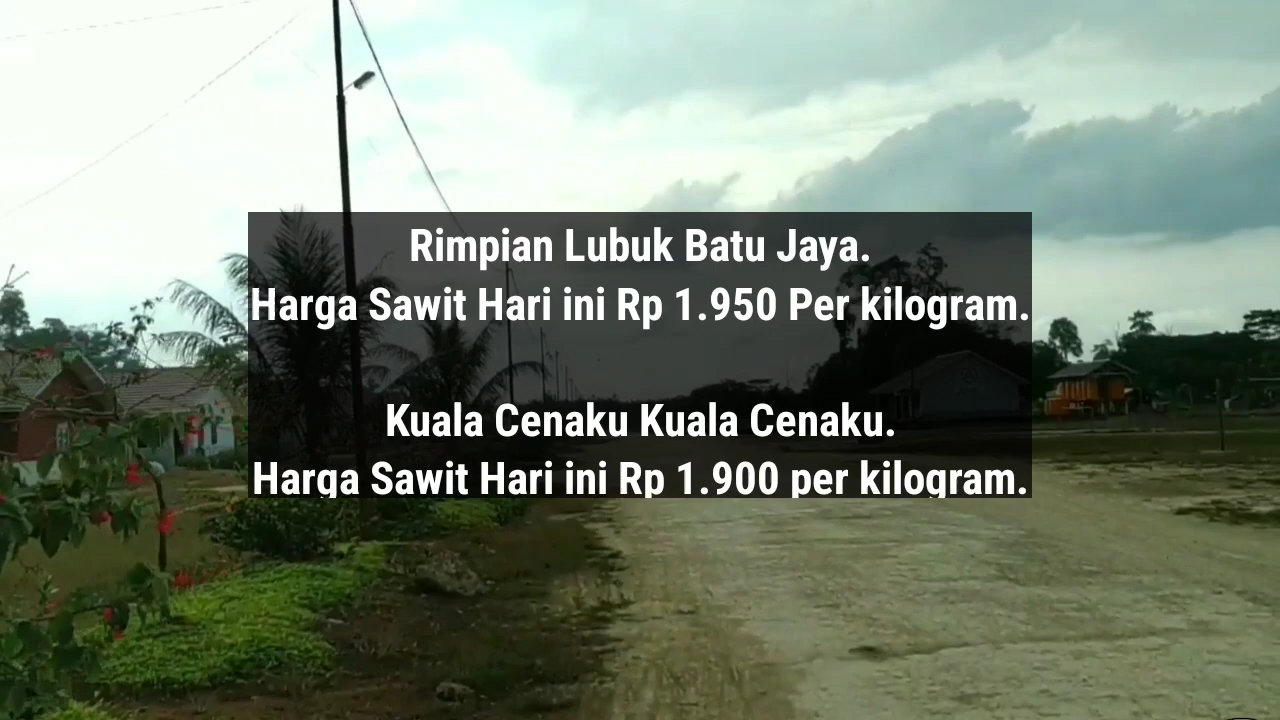 Rimpian Lubuk Batu Jaya.
Harga Sawit Hari ini Rp 1.950 Per kilogram.
Kuala Cenaku Kuala Cenaku.
Harga Sawit Hari ini Rp 1.900 per kilogram.